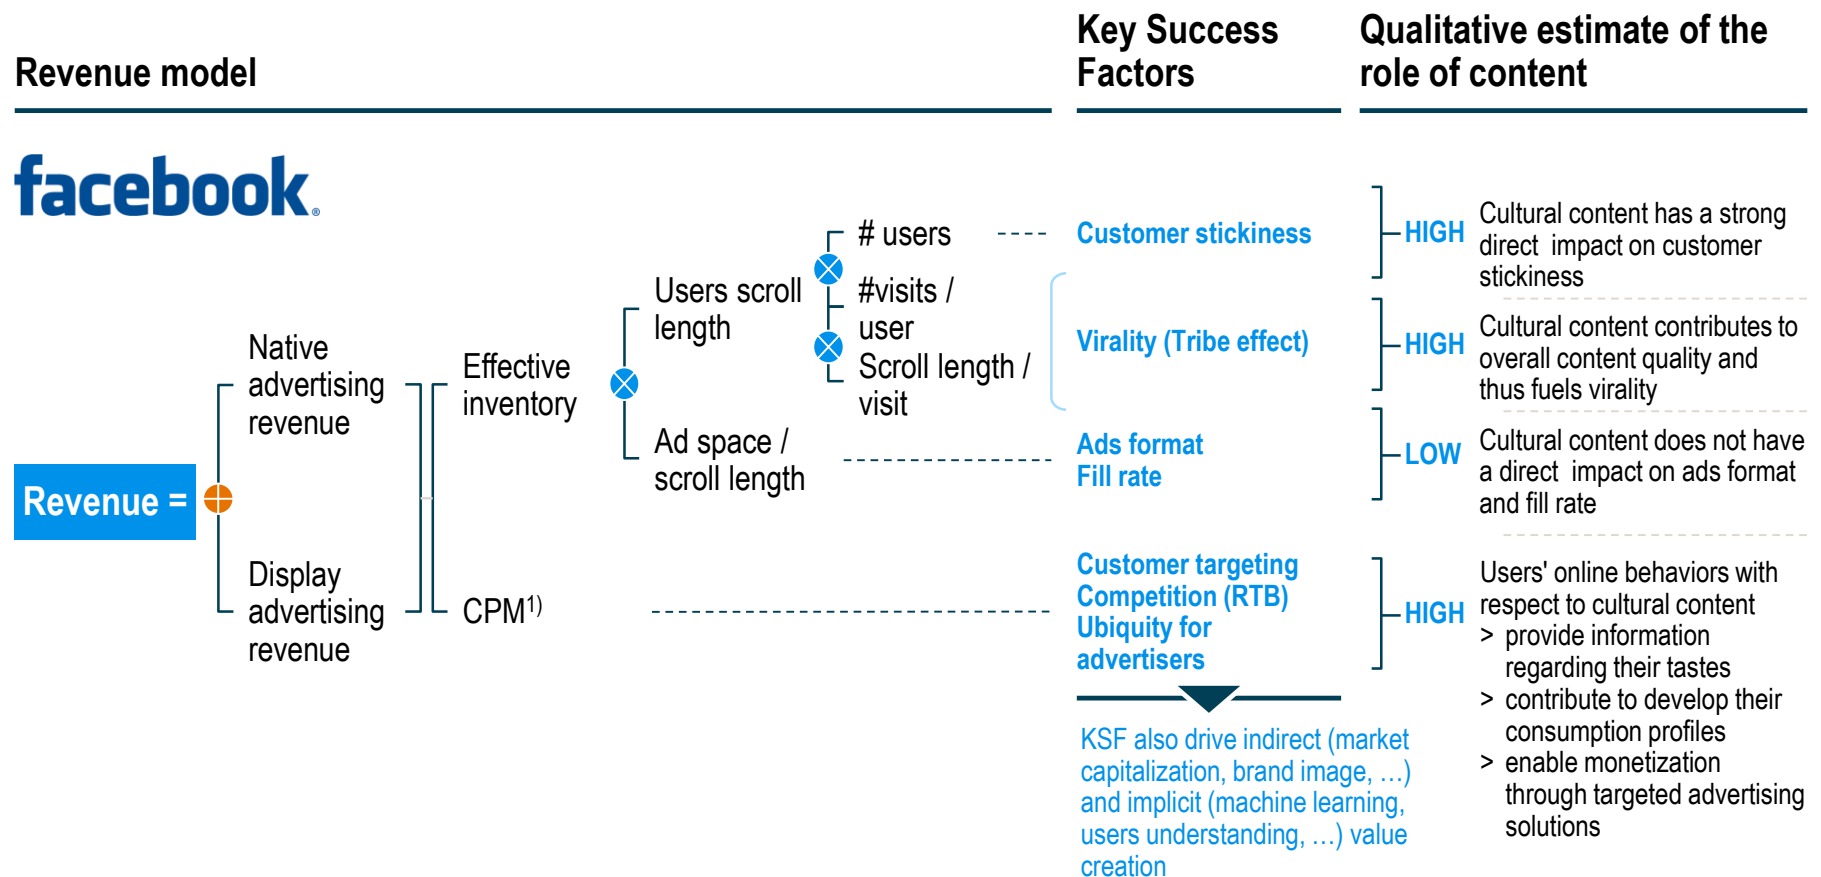 Revenue model
Key Success
Factors
Qualitative estimate of the
role of content
facebook®
Revenue =
Native
advertising
revenue
Display
advertising
revenue
Effective
inventory
CPM1)
Users scroll
length
Ad space /
scroll length
# users
#visits /
user
Scroll length /
visit
Customer stickiness
Virality (Tribe effect)
Ads format
Fill rate
Customer targeting
Competition (RTB)
Ubiquity for
advertisers
KSF also drive indirect (market
capitalization, brand image, …)
and implicit (machine learning,
users understanding, …) value
creation
HIGH
Cultural content has a strong
direct impact on customer
stickiness
HIGH
Cultural content contributes to
overall content quality and
thus fuels virality
LOW
Cultural content does not have
a direct impact on ads format
and fill rate
HIGH
Users' online behaviors with
respect to cultural content
> provide information
regarding their tastes
> contribute to develop their
consumption profiles
> enable monetization
through targeted advertising
solutions